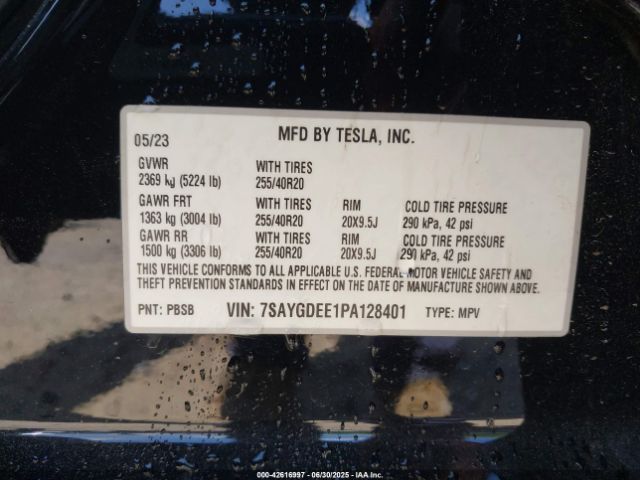 05/23 MFD BY TESLA, INC.
GVWR WITH TIRES
2369 kg (5224 lb) 255/40R20
GAWR FRT WITH TIRES RIM COLD TIRE PRESSURE
1363 kg (3004 lb) 255/40R20 20X9.5J 290 kPa, 42 psi
GAWR RR WITH TIRES RIM COLD TIRE PRESSURE
1500 kg (3306 lb) 255/40R20 20X9.5J 290 kPa, 42 psi
THIS VEHICLE CONFORMS TO ALL APPLICABLE U.S. FEDERAL MOTOR VEHICLE SAFETY AND
THEFT PREVENTION STANDARDS IN EFFECT ON THE DATE OF MANUFACTURE SHOWN ABOVE.
PNT: PBSB VIN: 7SAYGDEE1PA128401 TYPE: MPV
000-42616997 - 06/30/2025 - IAAI.COM